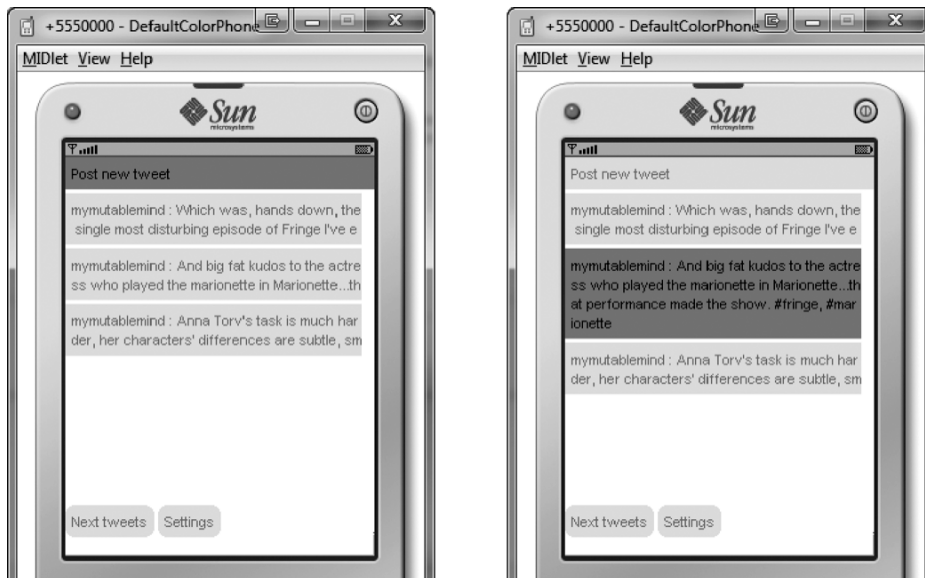 +5550000 - DefaultColorPhone
MIDlet View Help
Sun
microsystems
Post new tweet
mymutablemind : Which was, hands down, the
single most disturbing episode of Fringe I've e
mymutablemind : And big fat kudos to the actre
ss who played the marionette in Marionette...th
mymutablemind : Anna Torv's task is much har
der, her characters' differences are subtle, sm
Next tweets Settings
+5550000 - DefaultColorPhone
MIDlet View Help
Sun
microsystems
Post new tweet
mymutablemind : Which was, hands down, the
single most disturbing episode of Fringe I've e
mymutablemind : And big fat kudos to the actre
ss who played the marionette in Marionette...th
at performance made the show. #fringe, #mar
ionette
mymutablemind : Anna Torv's task is much har
der, her characters' differences are subtle, sm
Next tweets Settings